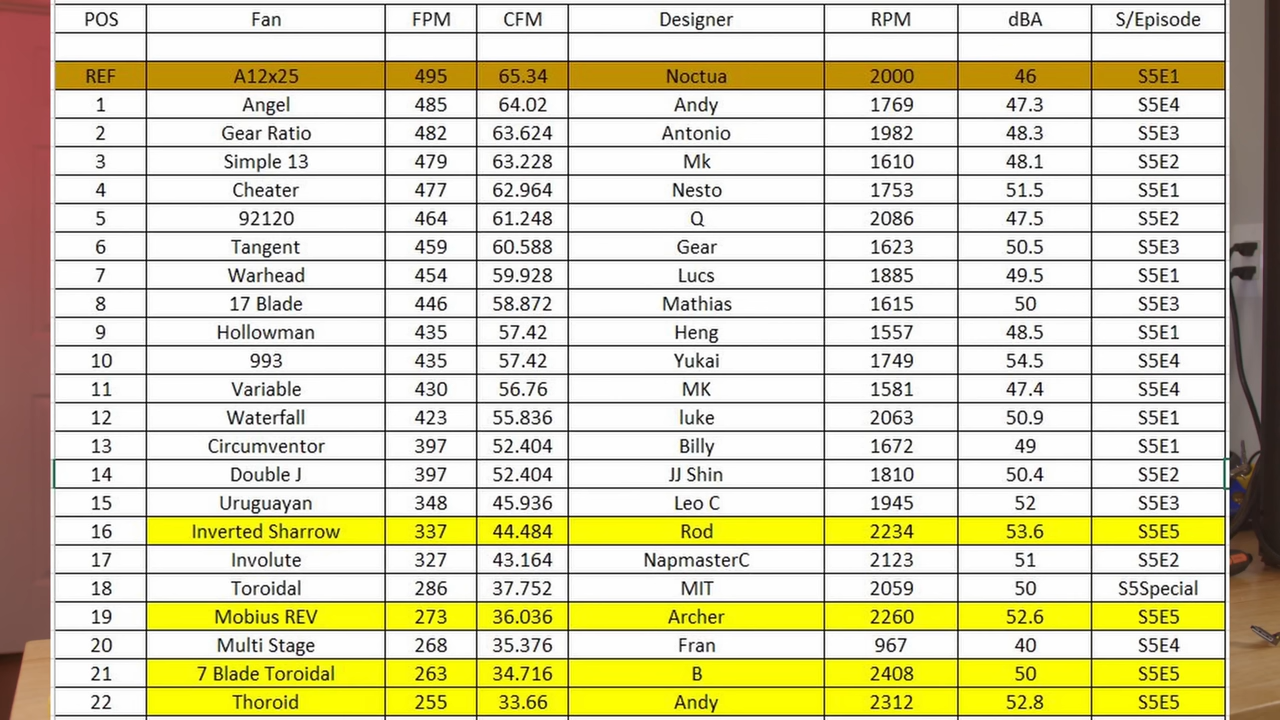 POS Fan FPM CFM Designer RPM dBA S/Episode
REF A12x25 495 65.34 Noctua 2000 46 S5E1
1 Angel 485 64.02 Andy 1769 47.3 S5E4
2 Gear Ratio 482 63.624 Antonio 1982 48.3 S5E3
3 Simple 13 479 63.228 Mk 1610 48.1 S5E2
4 Cheater 477 62.964 Nesto 1753 51.5 S5E1
5 92120 464 61.248 Q 2086 47.5 S5E2
6 Tangent 459 60.588 Gear 1623 50.5 S5E3
7 Warhead 454 59.928 Lucs 1885 49.5 S5E1
8 17 Blade 446 58.872 Mathias 1615 50 S5E3
9 Hollowman 435 57.42 Heng 1557 48.5 S5E1
10 993 435 57.42 Yukai 1749 54.5 S5E4
11 Variable 430 56.76 MK 1581 47.4 S5E4
12 Waterfall 423 55.836 luke 2063 50.9 S5E1
13 Circumventor 397 52.404 Billy 1672 49 S5E1
14 Double J 397 52.404 JJ Shin 1810 50.4 S5E2
15 Uruguayan 348 45.936 Leo C 1945 52 S5E3
16 Inverted Sharrow 337 44.484 Rod 2234 53.6 S5E5
17 Involute 327 43.164 NapmasterC 2123 51 S5E2
18 Toroidal 286 37.752 MIT 2059 50 S5Special
19 Mobius REV 273 36.036 Archer 2260 52.6 S5E5
20 Multi Stage 268 35.376 Fran 967 40 S5E4
21 7 Blade Toroidal 263 34.716 B 2408 50 S5E5
22 Thoroid 255 33.66 Andy 2312 52.8 S5E5